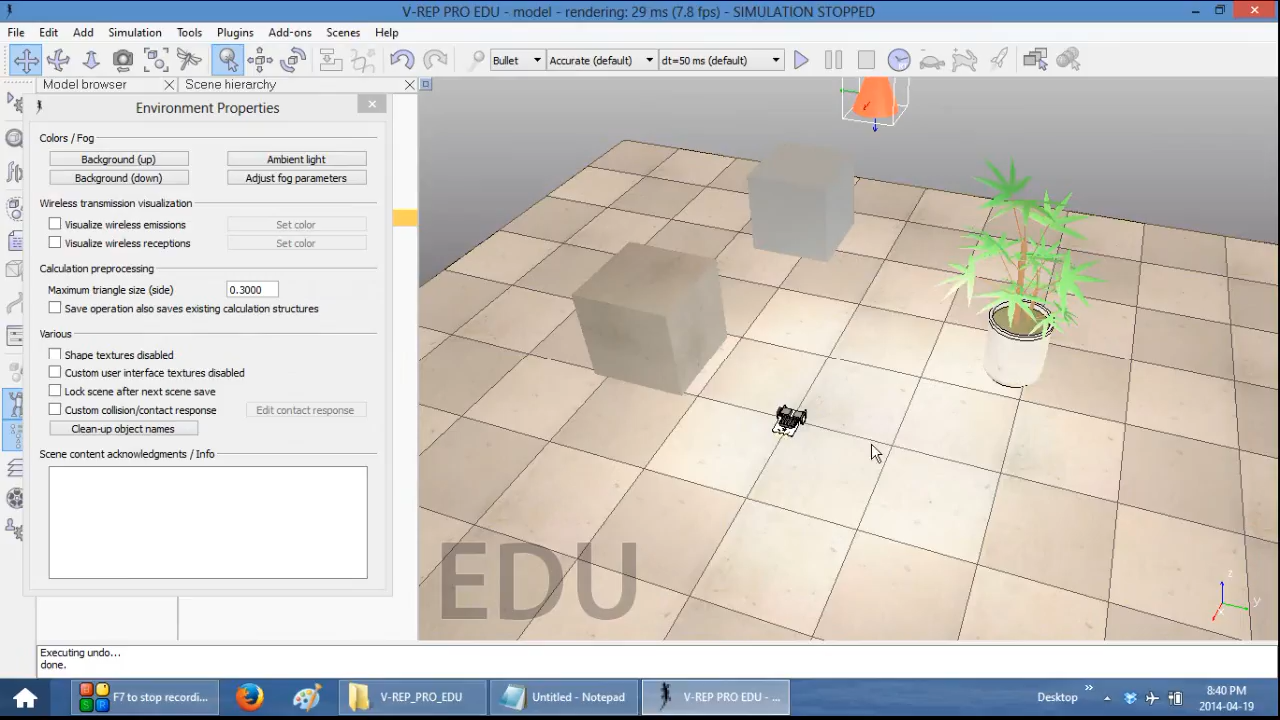 V-REP PRO EDU - model - rendering: 29 ms (7.8 fps) - SIMULATION STOPPED
File Edit Add Simulation Tools Plugins Add-ons Scenes Help
Bullet Accurate (default) dt=50 ms (default)
Model browser Scene hierarchy
Environment Properties
Colors / Fog
Background (up) Ambient light
Background (down) Adjust fog parameters
Wireless transmission visualization
Visualize wireless emissions Set color
Visualize wireless receptions Set color
Calculation preprocessing
Maximum triangle size (side) 0.3000
Save operation also saves existing calculation structures
Various
Shape textures disabled
Custom user interface textures disabled
Lock scene after next scene save
Custom collision/contact response Edit contact response
Clean-up object names
Scene content acknowledgments / Info
EDU
z
y
x
Executing undo...
done.
F7 to stop recordi... V-REP_PRO_EDU Untitled - Notepad V-REP PRO EDU - ... Desktop » 8:40 PM
2014-04-19